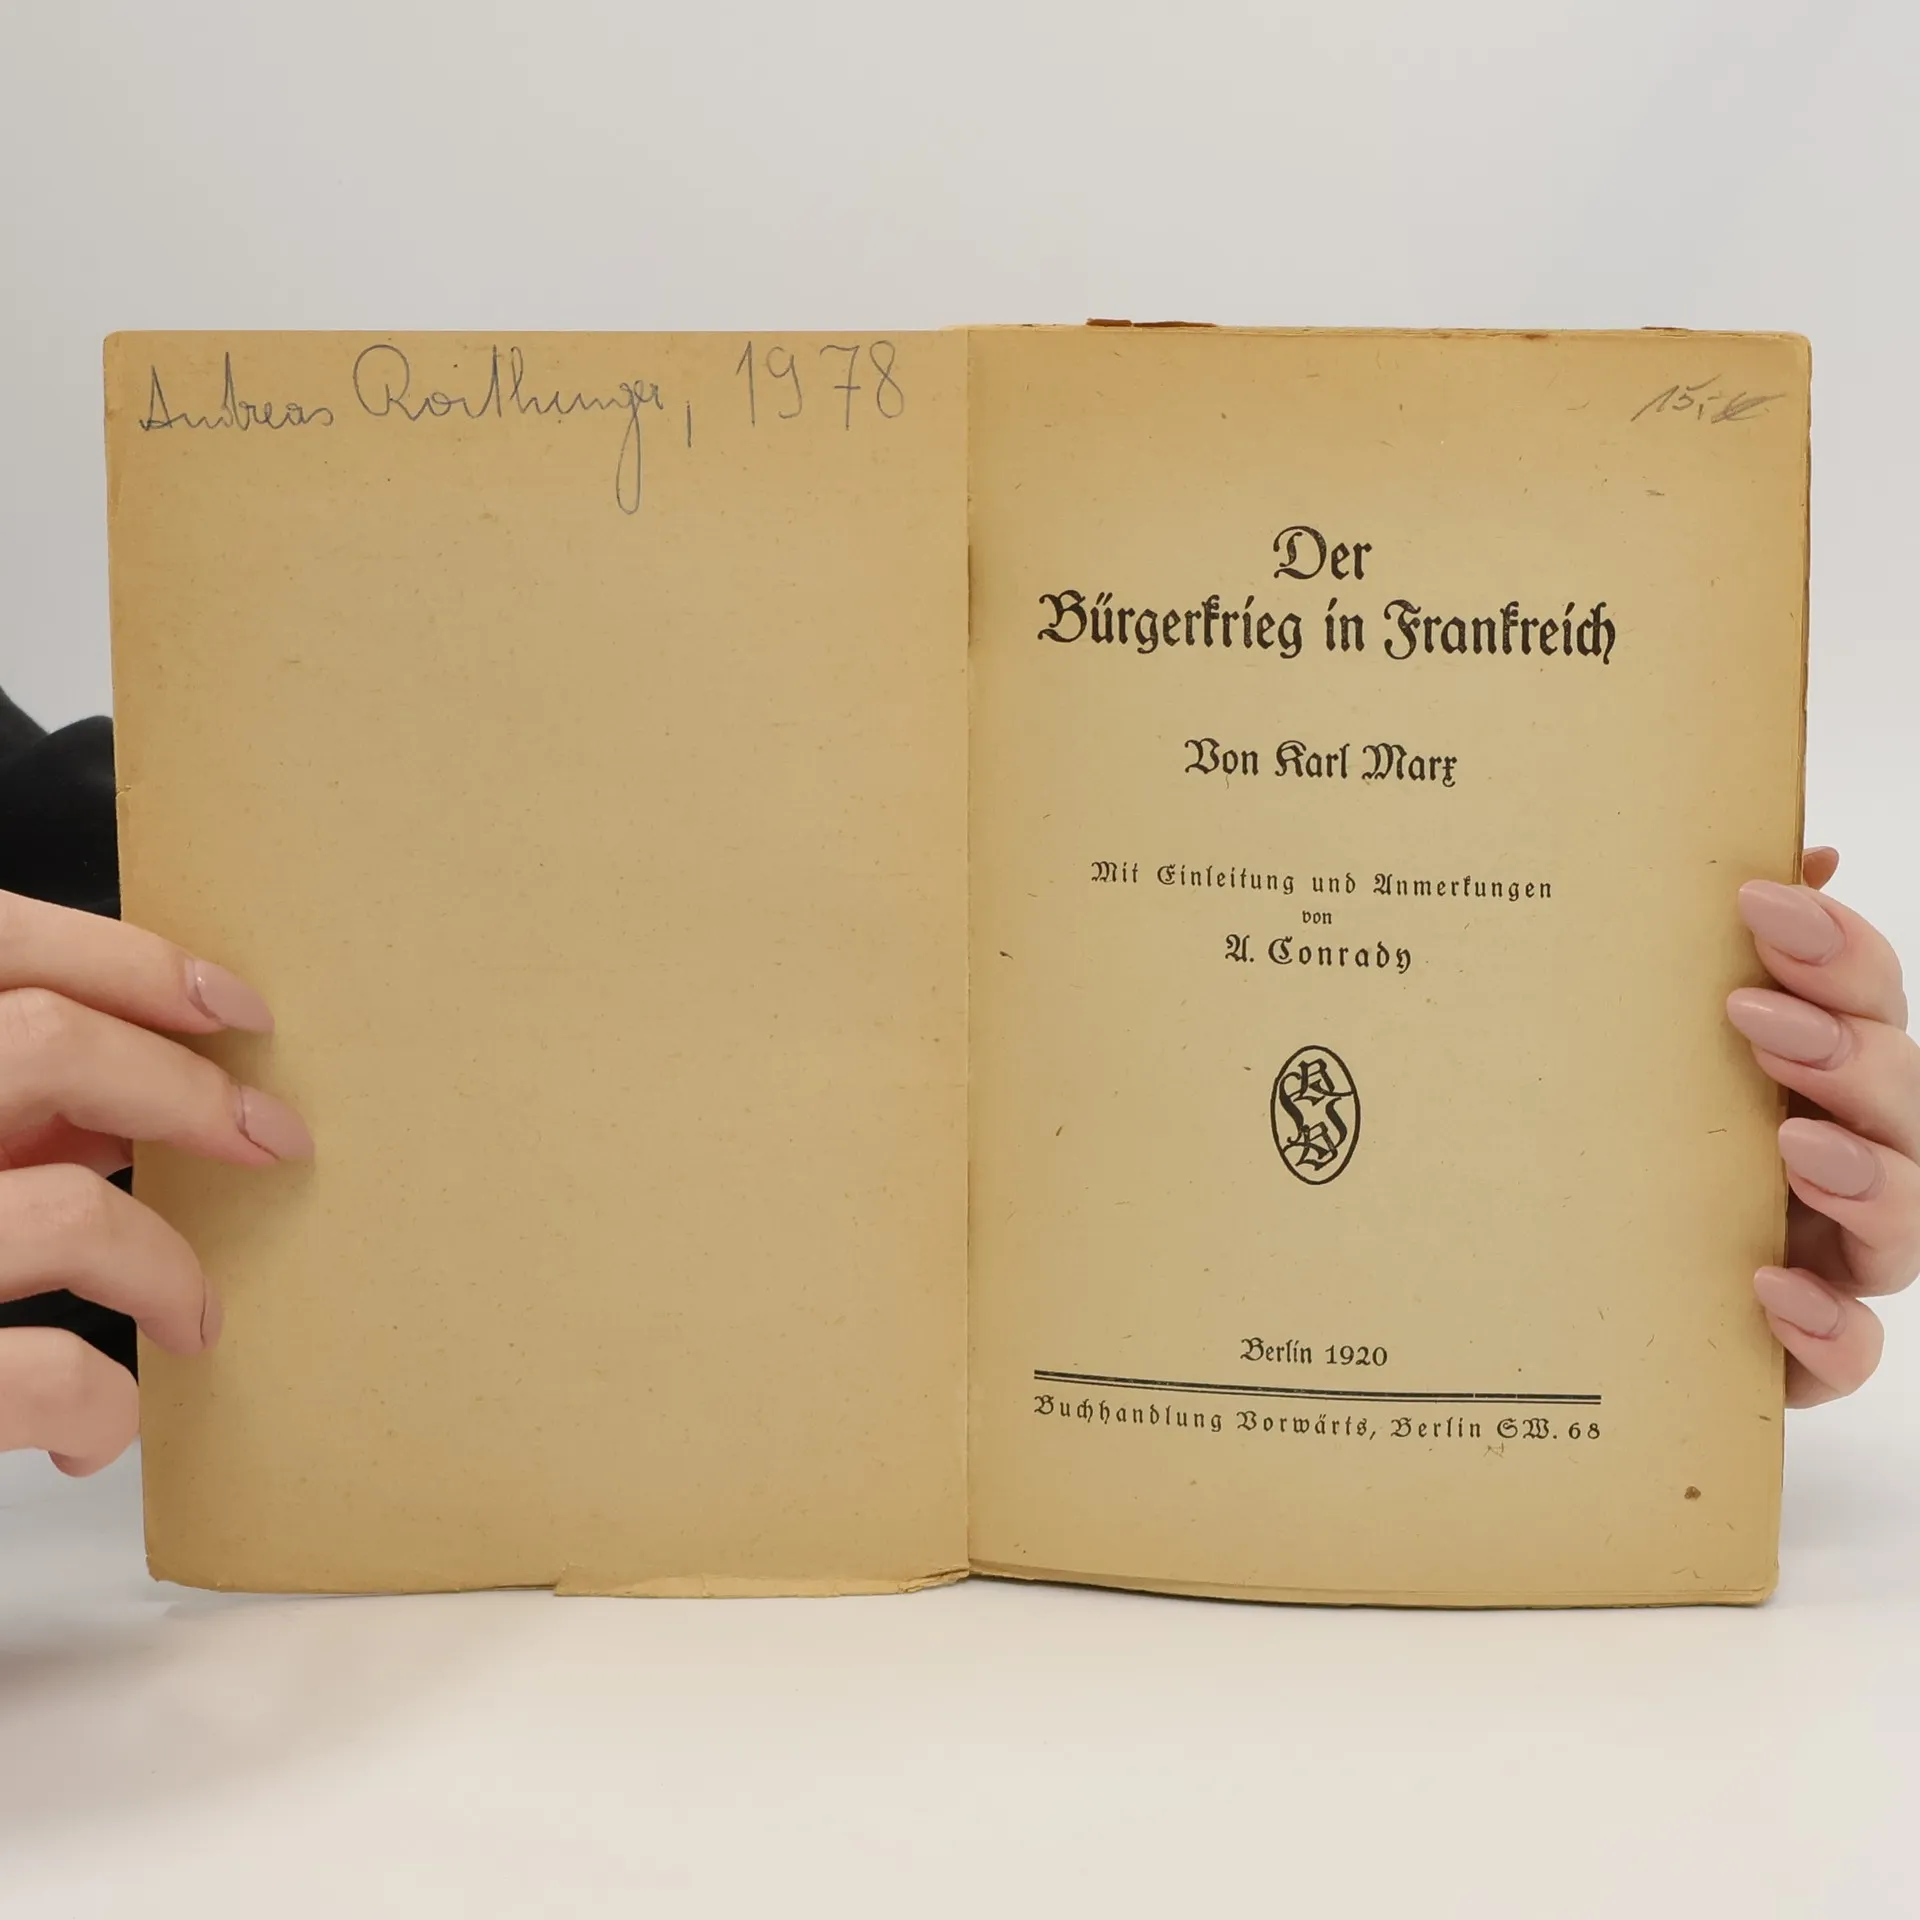 Andreas Roithinger, 1978
15,-
Der
Bürgerkrieg in Frankreich
Von Karl Marx
Mit Einleitung und Anmerkungen
von
A. Conrady
Berlin 1920
Buchhandlung Vorwärts, Berlin SW. 68